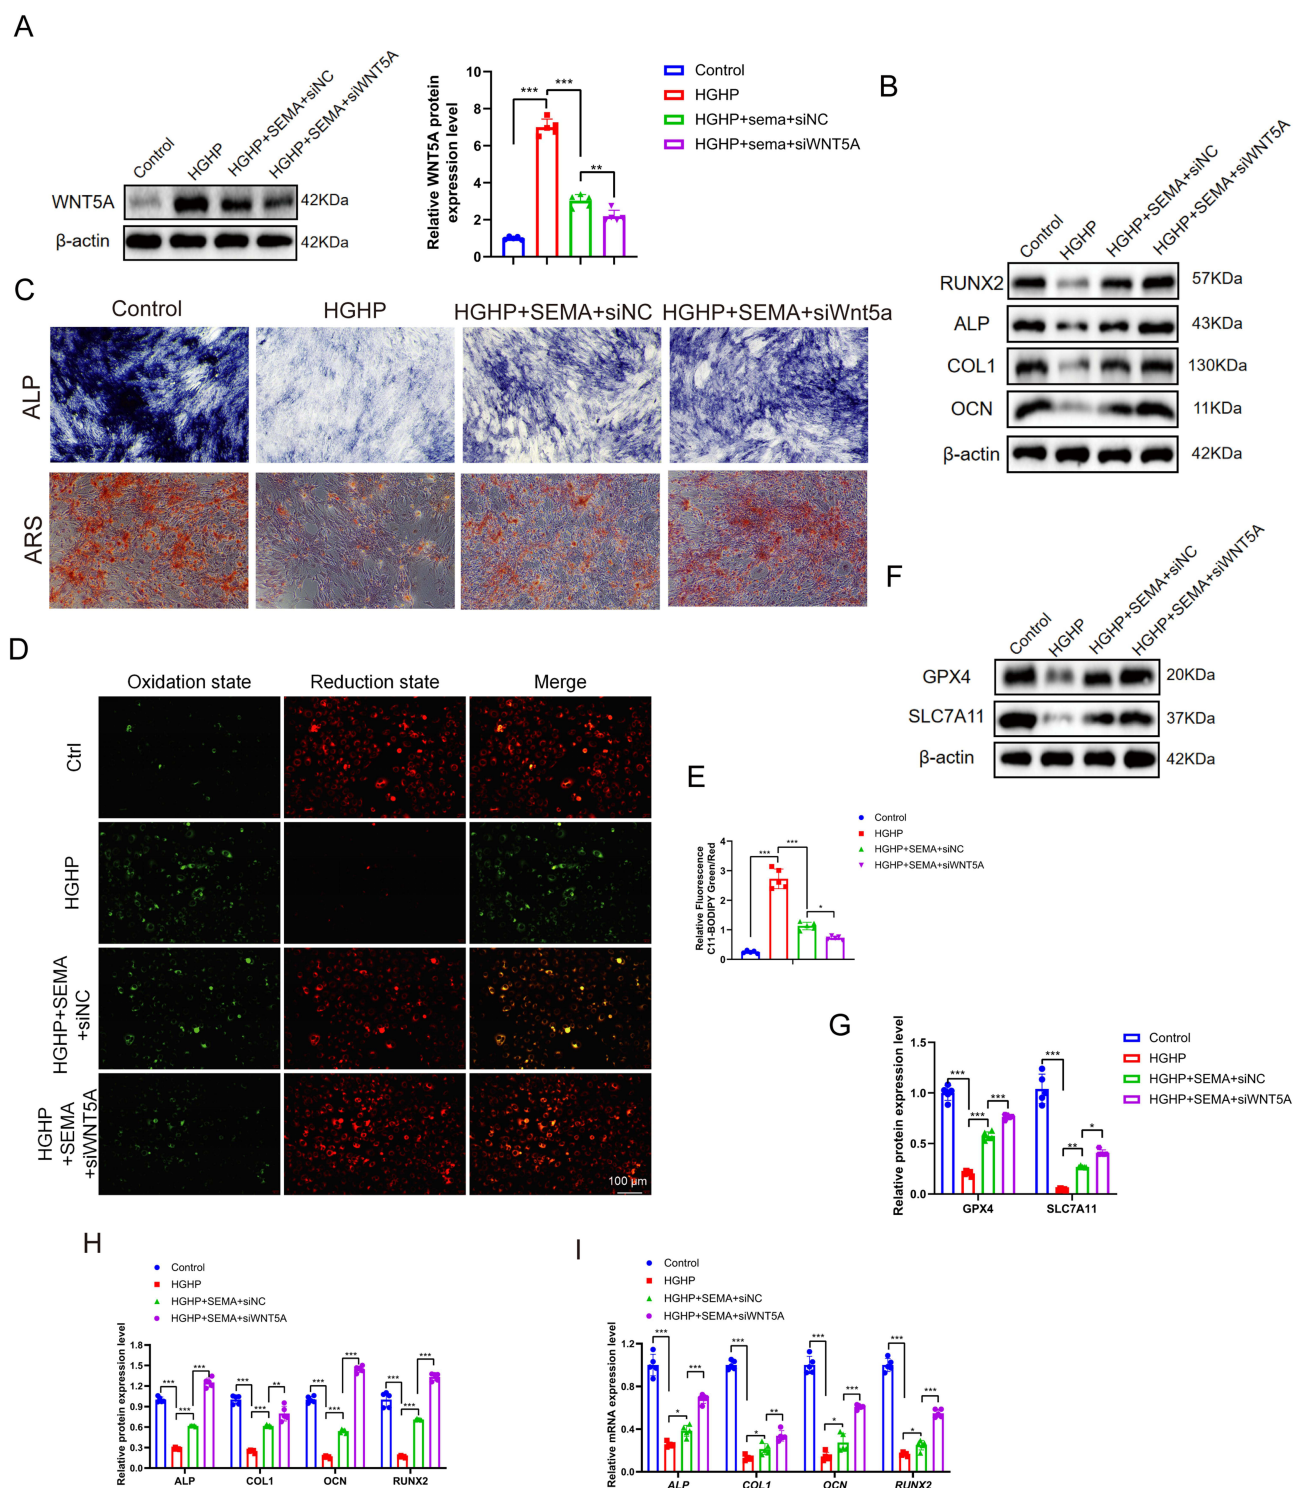 A
Control
HGHP
HGHP+SEMA+siNC
HGHP+SEMA+siWNT5A
WNT5A
42KDa
β-actin
42KDa
Relative WNT5A protein
expression level
10
8
6
4
2
0
***
***
**
Control
HGHP
HGHP+sema+siNC
HGHP+sema+siWNT5A
B
Control
HGHP
HGHP+SEMA+siNC
HGHP+SEMA+siWNT5A
RUNX2
57KDa
ALP
43KDa
COL1
130KDa
OCN
11KDa
β-actin
42KDa
C
Control
HGHP
HGHP+SEMA+siNC
HGHP+SEMA+siWnt5a
ALP
ARS
D
Oxidation state
Reduction state
Merge
Ctrl
HGHP
HGHP+SEMA
+siNC
HGHP
+SEMA
+siWNT5A
100 μm
F
Control
HGHP
HGHP+SEMA+siNC
HGHP+SEMA+siWNT5A
GPX4
20KDa
SLC7A11
37KDa
β-actin
42KDa
E
Relative Fluorescence
C11-BODIPY Green/Red
4
3
2
1
0
***
***
*
Control
HGHP
HGHP+SEMA+siNC
HGHP+SEMA+siWNT5A
G
Relative protein expression level
1.5
1.0
0.5
0.0
***
***
***
***
**
*
GPX4
SLC7A11
Control
HGHP
HGHP+SEMA+siNC
HGHP+SEMA+siWNT5A
H
Control
HGHP
HGHP+SEMA+siNC
HGHP+SEMA+siWNT5A
Relative protein expression level
1.8
1.5
1.2
0.9
0.6
0.3
0.0
***
***
***
***
***
**
***
***
***
***
***
***
ALP
COL1
OCN
RUNX2
I
Control
HGHP
HGHP+SEMA+siNC
HGHP+SEMA+siWNT5A
Relative mRNA expression level
1.2
0.8
0.4
0.0
***
*
***
***
*
**
***
*
***
***
*
***
ALP
COL1
OCN
RUNX2